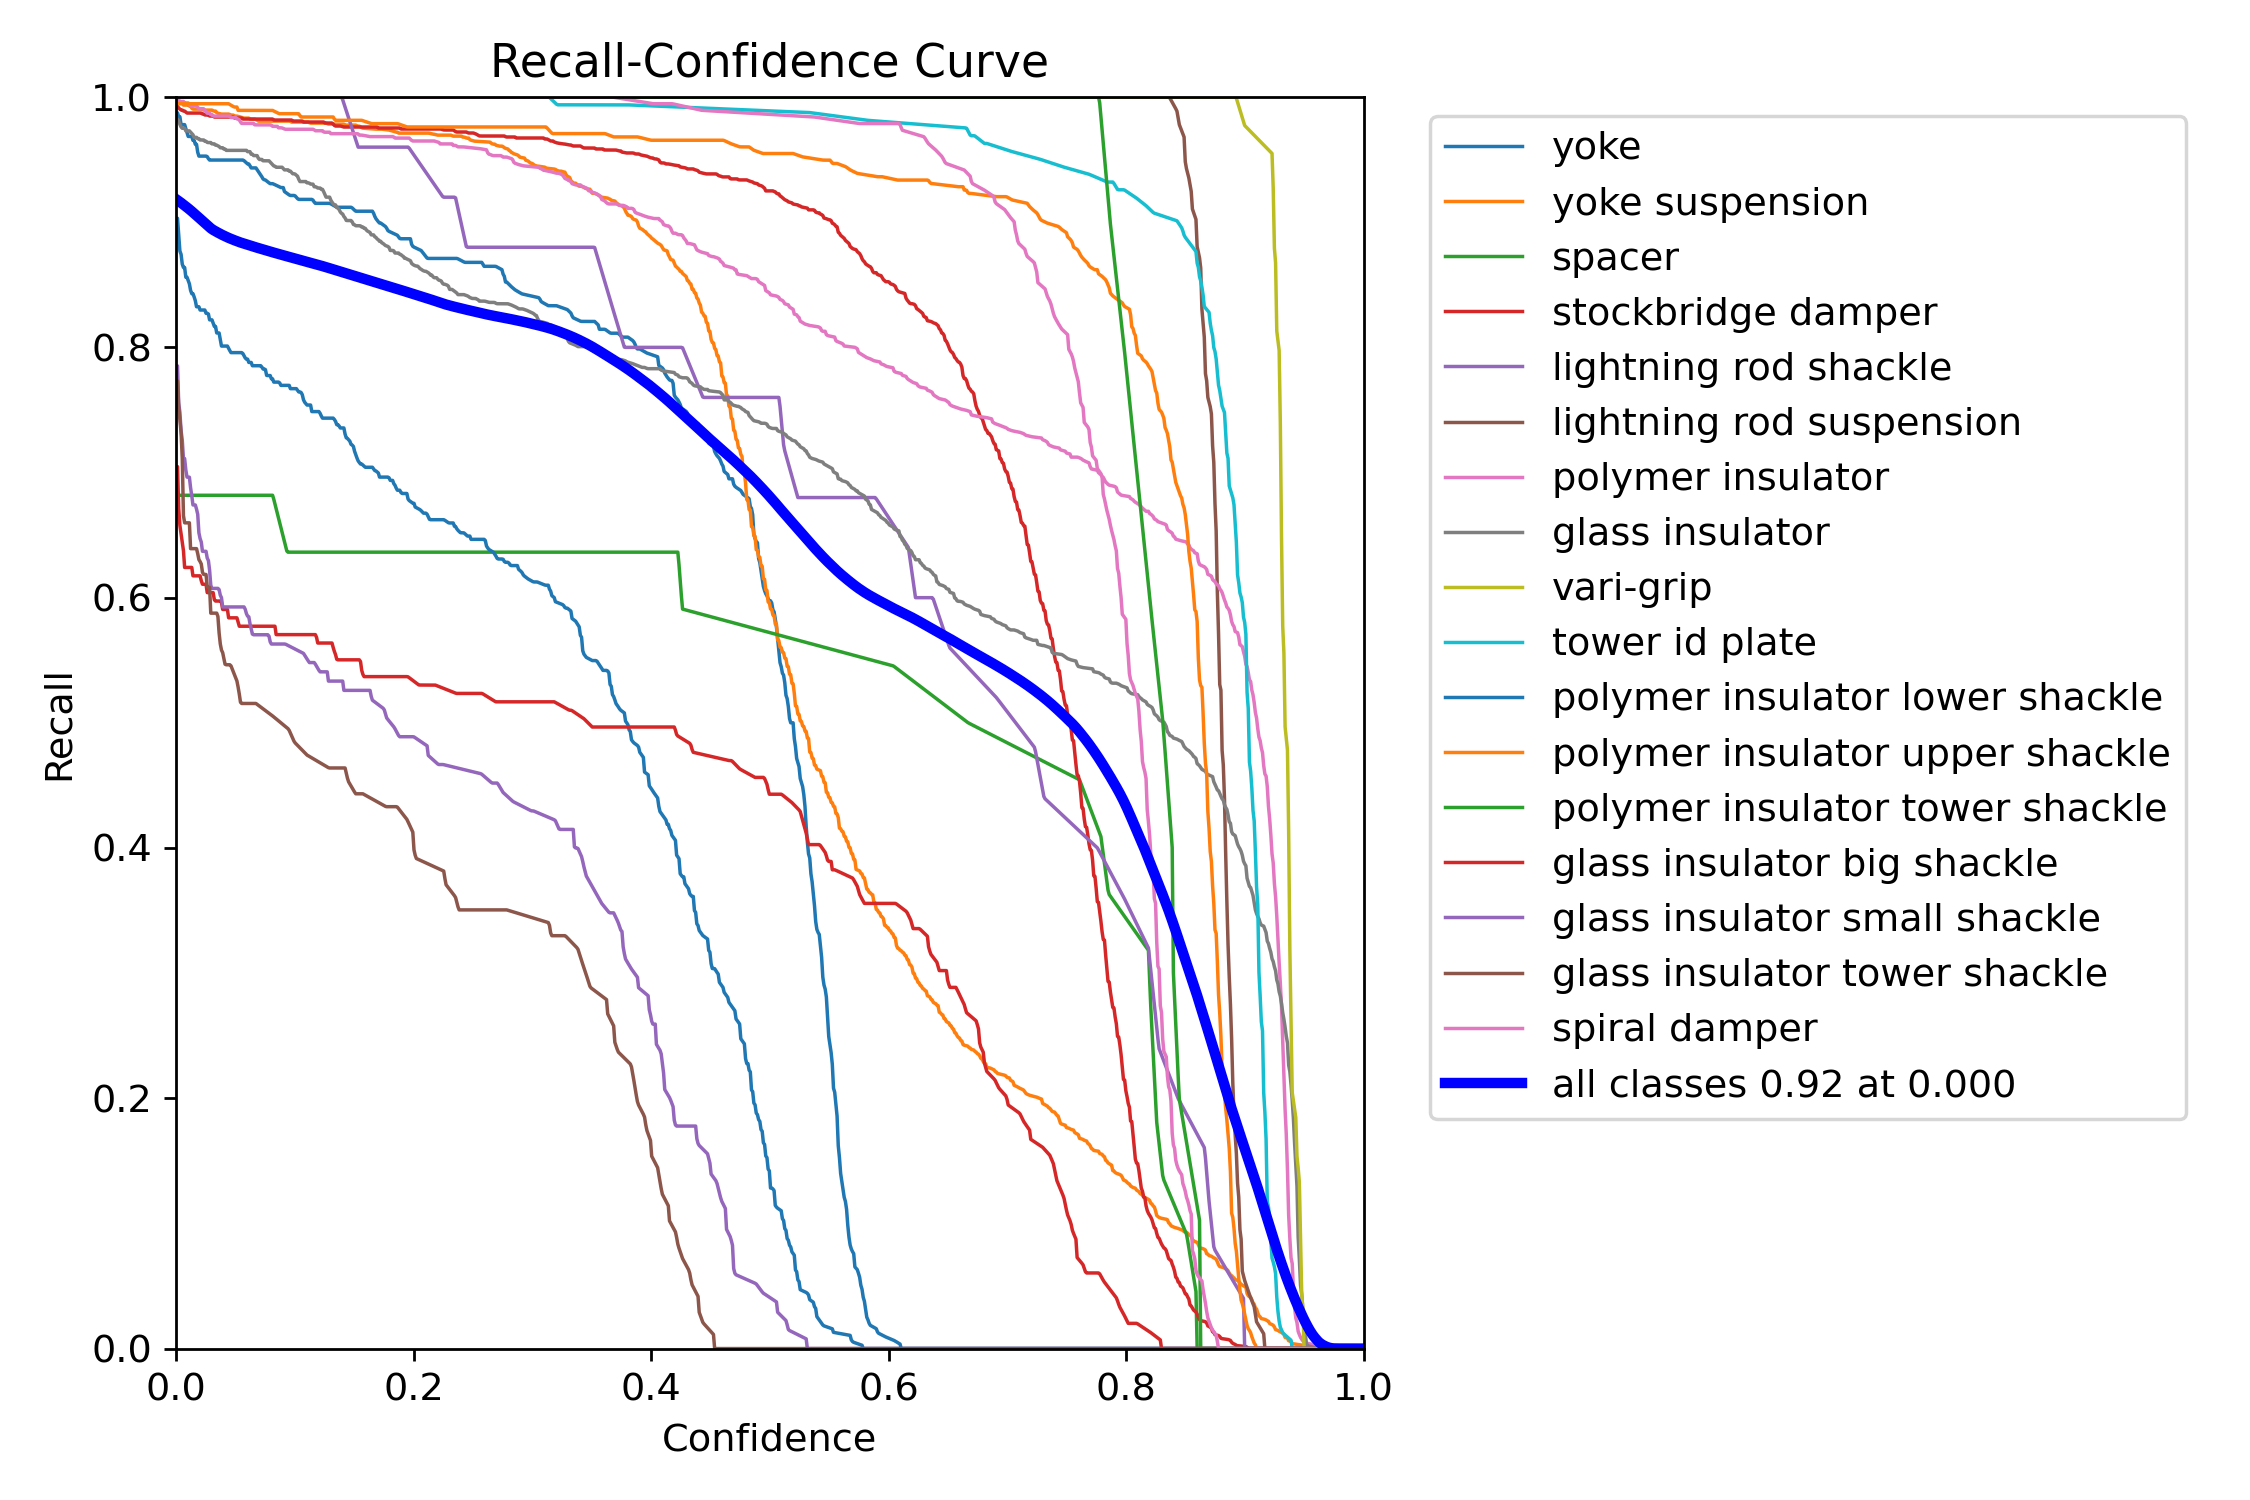 Recall-Confidence Curve
1.0
0.8
0.6
0.4
0.2
0.0
Recall
0.0 0.2 0.4 0.6 0.8 1.0
Confidence
yoke
yoke suspension
spacer
stockbridge damper
lightning rod shackle
lightning rod suspension
polymer insulator
glass insulator
vari-grip
tower id plate
polymer insulator lower shackle
polymer insulator upper shackle
polymer insulator tower shackle
glass insulator big shackle
glass insulator small shackle
glass insulator tower shackle
spiral damper
all classes 0.92 at 0.000